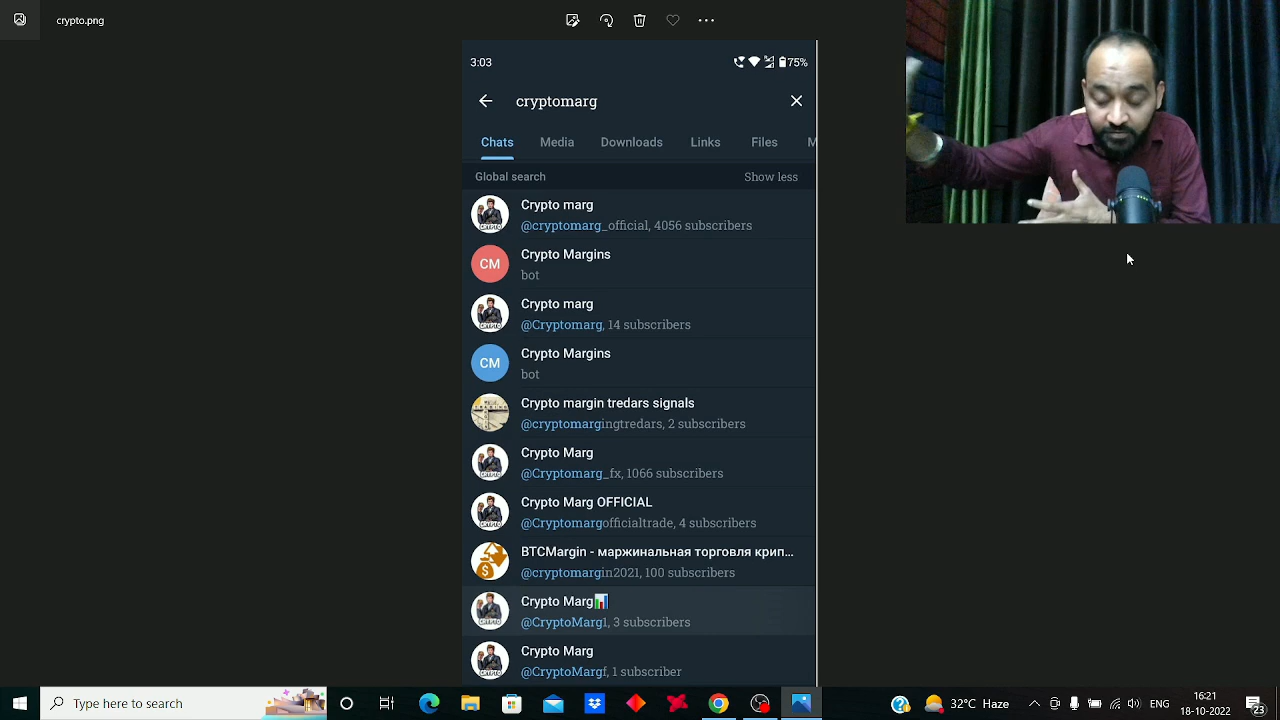 crypto.png
3:03
75%
cryptomarg
Chats Media Downloads Links Files M
Global search Show less
Crypto marg
@cryptomarg_official, 4056 subscribers
CM
Crypto Margins
bot
Crypto marg
@Cryptomarg, 14 subscribers
CM
Crypto Margins
bot
Crypto margin tredars signals
@cryptomargingtredars, 2 subscribers
Crypto Marg
@Cryptomarg_fx, 1066 subscribers
Crypto Marg OFFICIAL
@Cryptomargofficialtrade, 4 subscribers
BTCMargin - маржинальная торговля крип...
@cryptomargin2021, 100 subscribers
Crypto Marg📊
@CryptoMarg1, 3 subscribers
Crypto Marg
@CryptoMargf, 1 subscriber
Type here to search
32°C Haze
ENG
16:21
18-10-2022
23